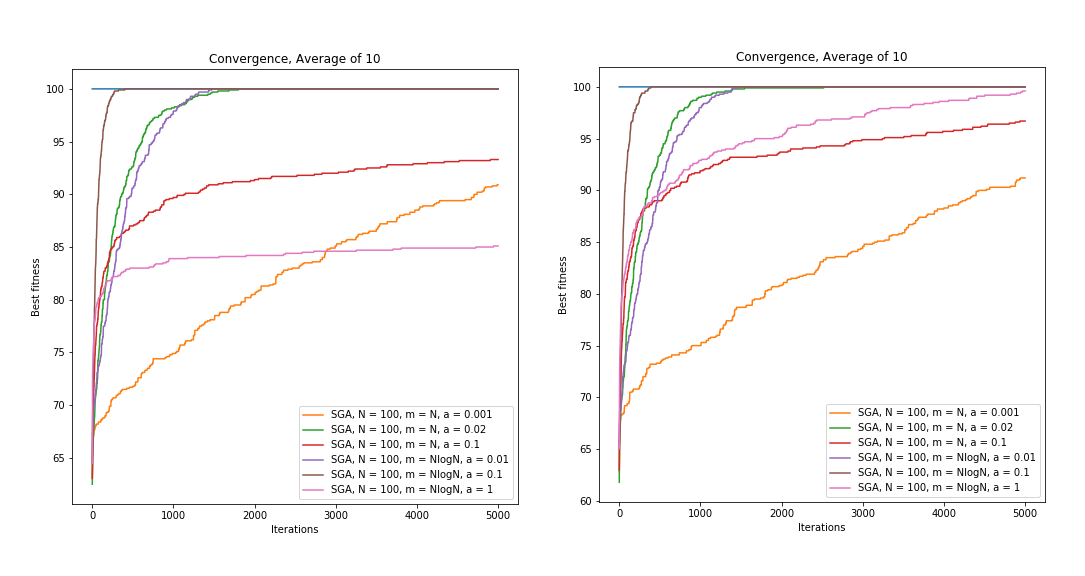 Convergence, Average of 10
Best fitness
100
95
90
85
80
75
70
65
SGA, N = 100, m = N, a = 0.001
SGA, N = 100, m = N, a = 0.02
SGA, N = 100, m = N, a = 0.1
SGA, N = 100, m = NlogN, a = 0.01
SGA, N = 100, m = NlogN, a = 0.1
SGA, N = 100, m = NlogN, a = 1
0 1000 2000 3000 4000 5000
Iterations
Convergence, Average of 10
Best fitness
100
95
90
85
80
75
70
65
60
SGA, N = 100, m = N, a = 0.001
SGA, N = 100, m = N, a = 0.02
SGA, N = 100, m = N, a = 0.1
SGA, N = 100, m = NlogN, a = 0.01
SGA, N = 100, m = NlogN, a = 0.1
SGA, N = 100, m = NlogN, a = 1
0 1000 2000 3000 4000 5000
Iterations